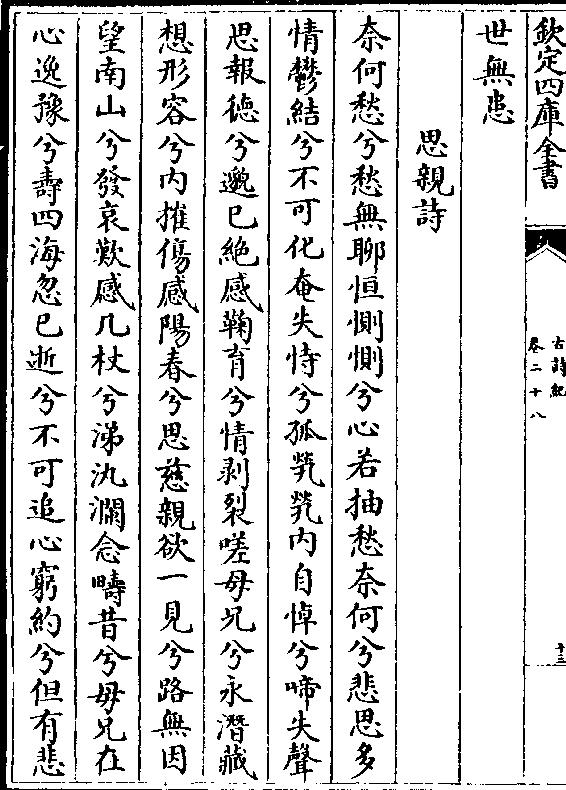 欽定四庫全書
古詩紀
卷二十八
十三
世無患
思親詩
奈何愁兮愁無聊恒惻惻兮心若抽愁奈何兮悲思多
情鬱結兮不可化奄失恃兮孤煢煢内自悼兮啼失聲
思報德兮邈已絶感鞠育兮情剥裂嗟母兄兮永潛藏
想形容兮内摧傷感陽春兮思慈親欲一見兮路無因
望南山兮發哀歎感几杖兮涕汍瀾念疇昔兮母兄在
心逸豫兮壽四海忽已逝兮不可追心窮約兮但有悲